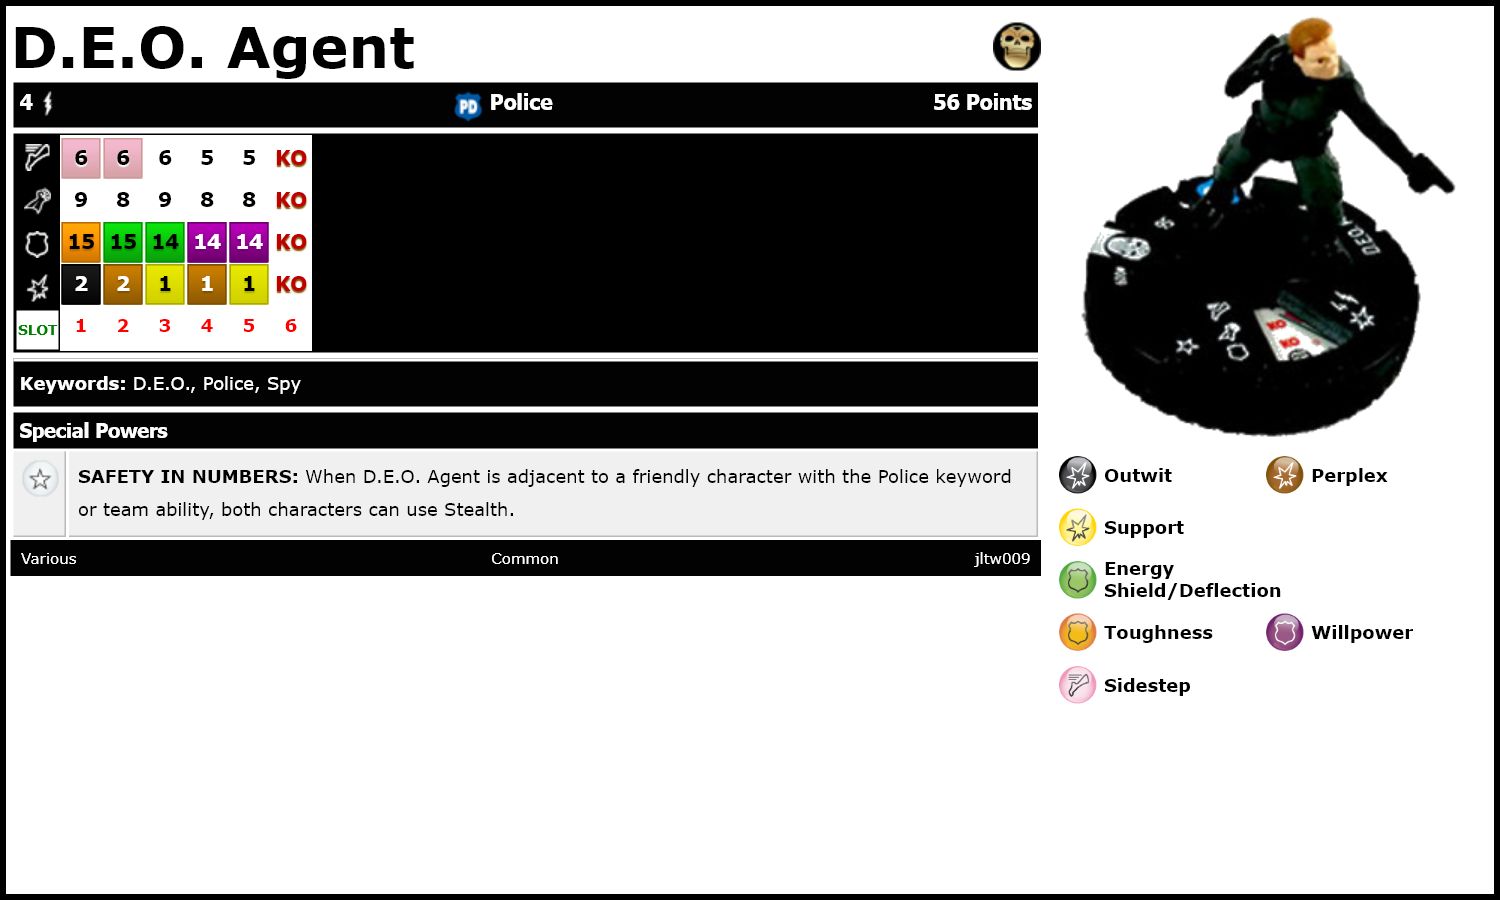 D.E.O. Agent
4 PD Police 56 Points
6 6 6 5 5 KO
9 8 9 8 8 KO
15 15 14 14 14 KO
2 2 1 1 1 KO
SLOT 1 2 3 4 5 6
Keywords: D.E.O., Police, Spy
Special Powers
SAFETY IN NUMBERS: When D.E.O. Agent is adjacent to a friendly character with the Police keyword
or team ability, both characters can use Stealth.
Various Common jltw009
56
D.E.O.
KO
KO
Outwit Perplex
Support
Energy
Shield/Deflection
Toughness Willpower
Sidestep